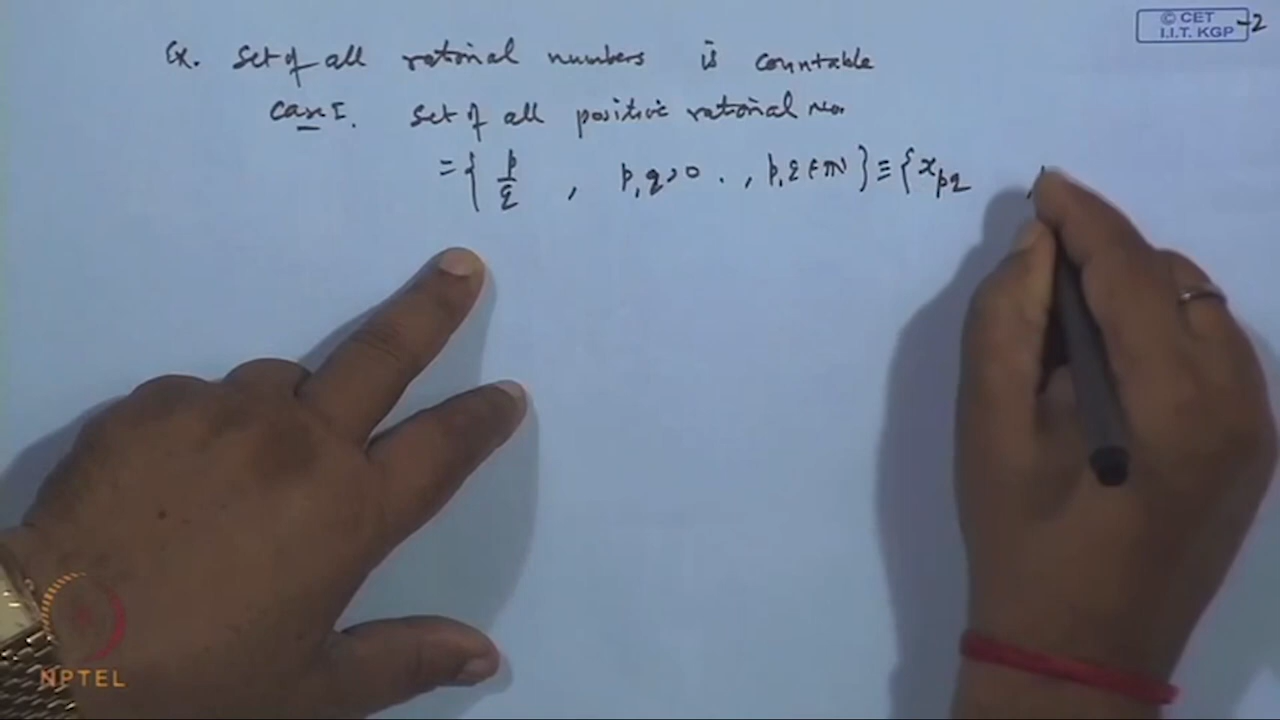 © CET
I.I.T. KGP -2
Ex. Set of all rational numbers is countable
Case I. Set of all positive rational no.
= { p/q , p,q>0 . , p,q ∈ ℕ } ≡ { x_pq ,
NPTEL